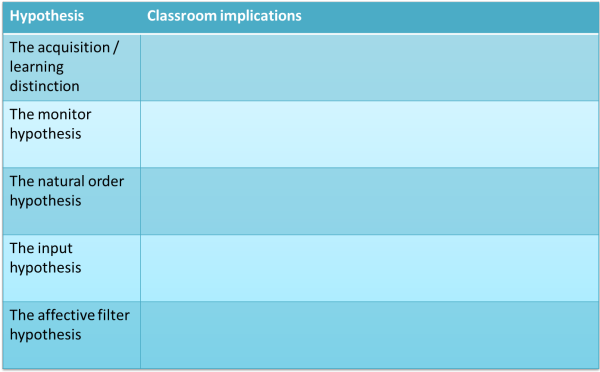 Hypothesis Classroom implications
The acquisition /
learning
distinction
The monitor
hypothesis
The natural order
hypothesis
The input
hypothesis
The affective filter
hypothesis